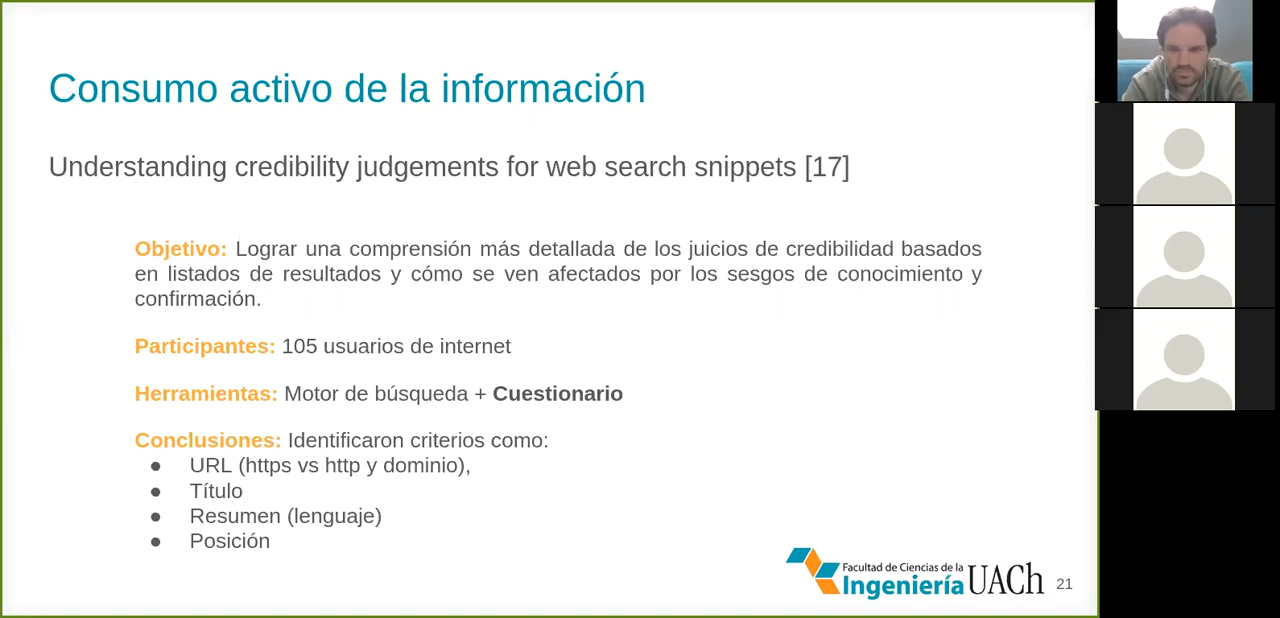 Consumo activo de la información
Understanding credibility judgements for web search snippets [17]
Objetivo: Lograr una comprensión más detallada de los juicios de credibilidad basados
en listados de resultados y cómo se ven afectados por los sesgos de conocimiento y
confirmación.
Participantes: 105 usuarios de internet
Herramientas: Motor de búsqueda + Cuestionario
Conclusiones: Identificaron criterios como:
● URL (https vs http y dominio),
● Título
● Resumen (lenguaje)
● Posición
Facultad de Ciencias de la
Ingeniería UACh
21